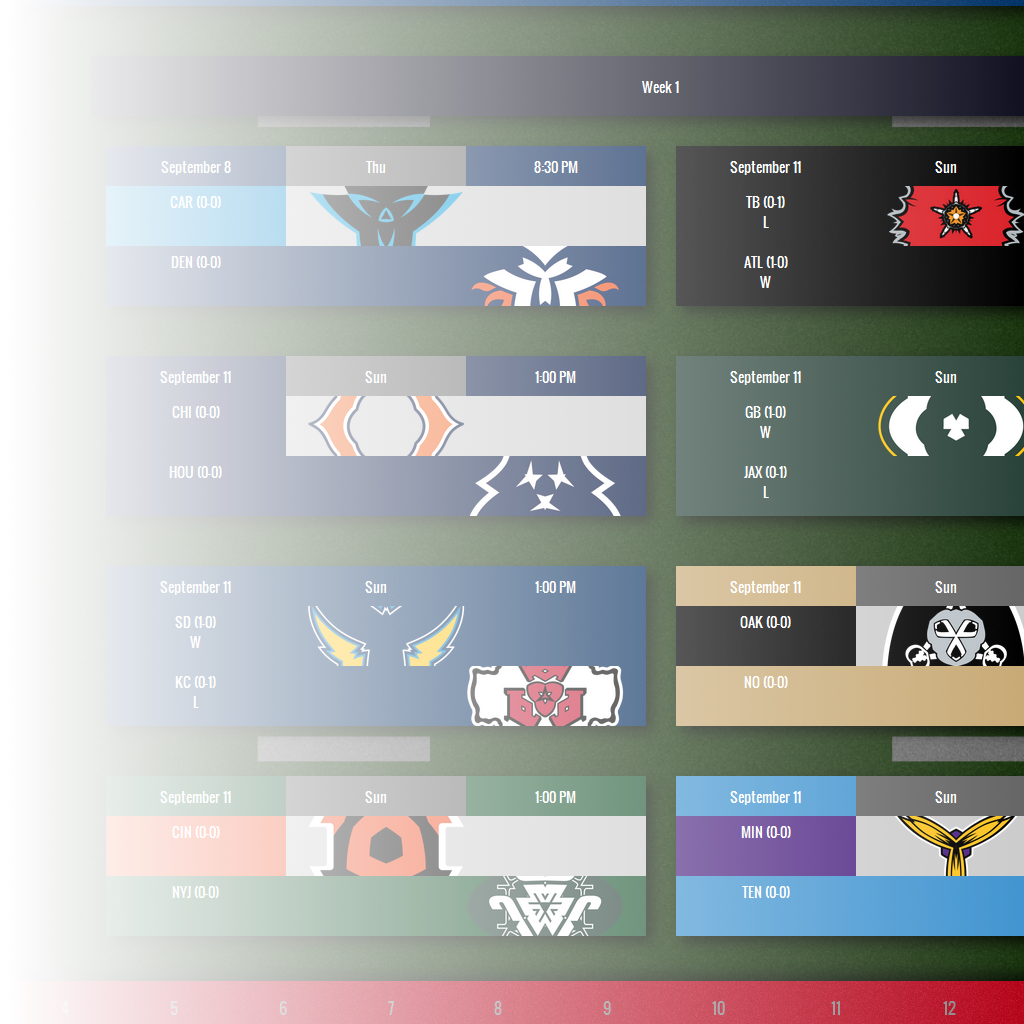 Week 1
September 8 Thu 8:30 PM
CAR (0-0)
DEN (0-0)
September 11 Sun
TB (0-1)
L
ATL (1-0)
W
September 11 Sun 1:00 PM
CHI (0-0)
HOU (0-0)
September 11 Sun
GB (1-0)
W
JAX (0-1)
L
September 11 Sun 1:00 PM
SD (1-0)
W
KC (0-1)
L
September 11 Sun
OAK (0-0)
NO (0-0)
September 11 Sun 1:00 PM
CIN (0-0)
NYJ (0-0)
September 11 Sun
MIN (0-0)
TEN (0-0)
4 5 6 7 8 9 10 11 12